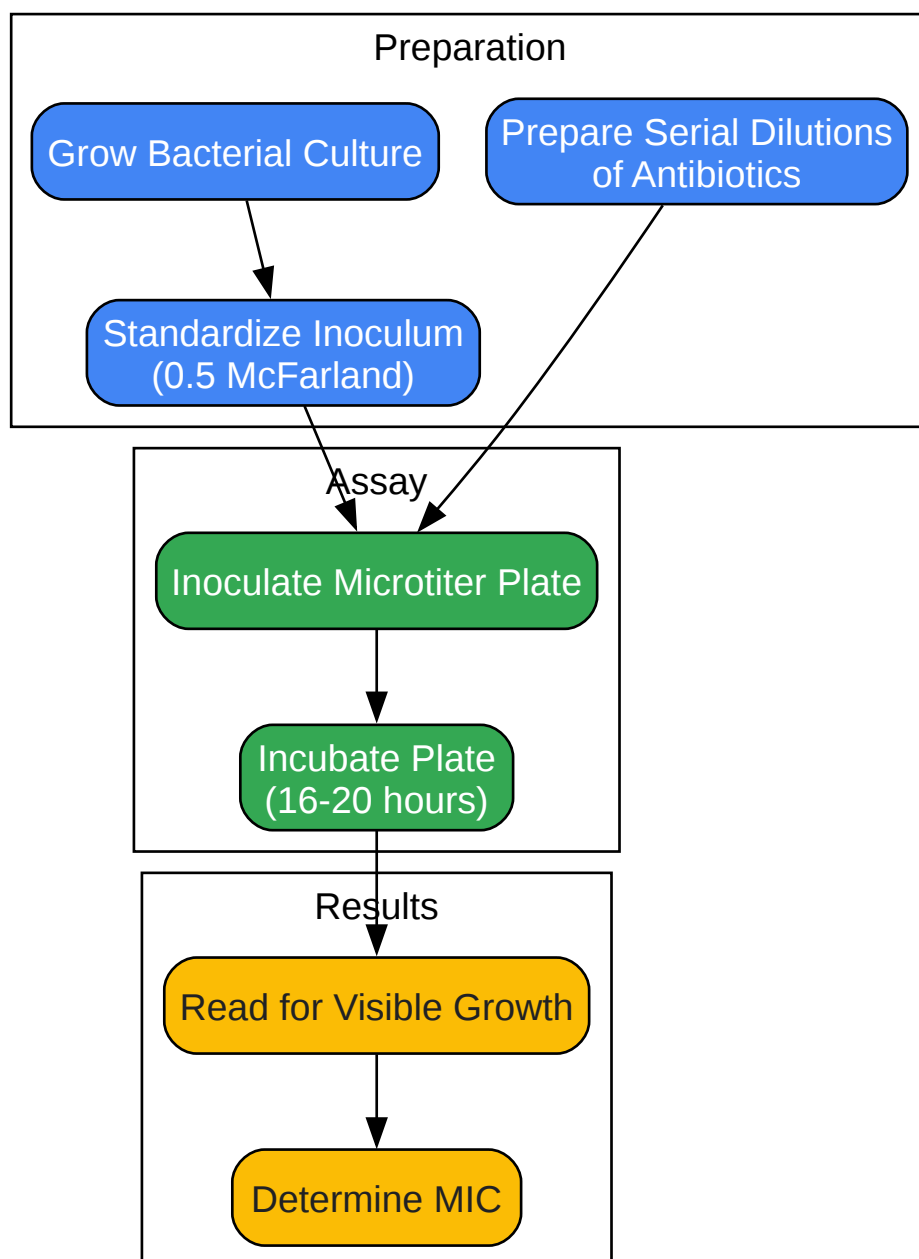 Preparation
Grow Bacterial Culture
Prepare Serial Dilutions
of Antibiotics
Standardize Inoculum
(0.5 McFarland)
Assay
Inoculate Microtiter Plate
Incubate Plate
(16-20 hours)
Results
Read for Visible Growth
Determine MIC